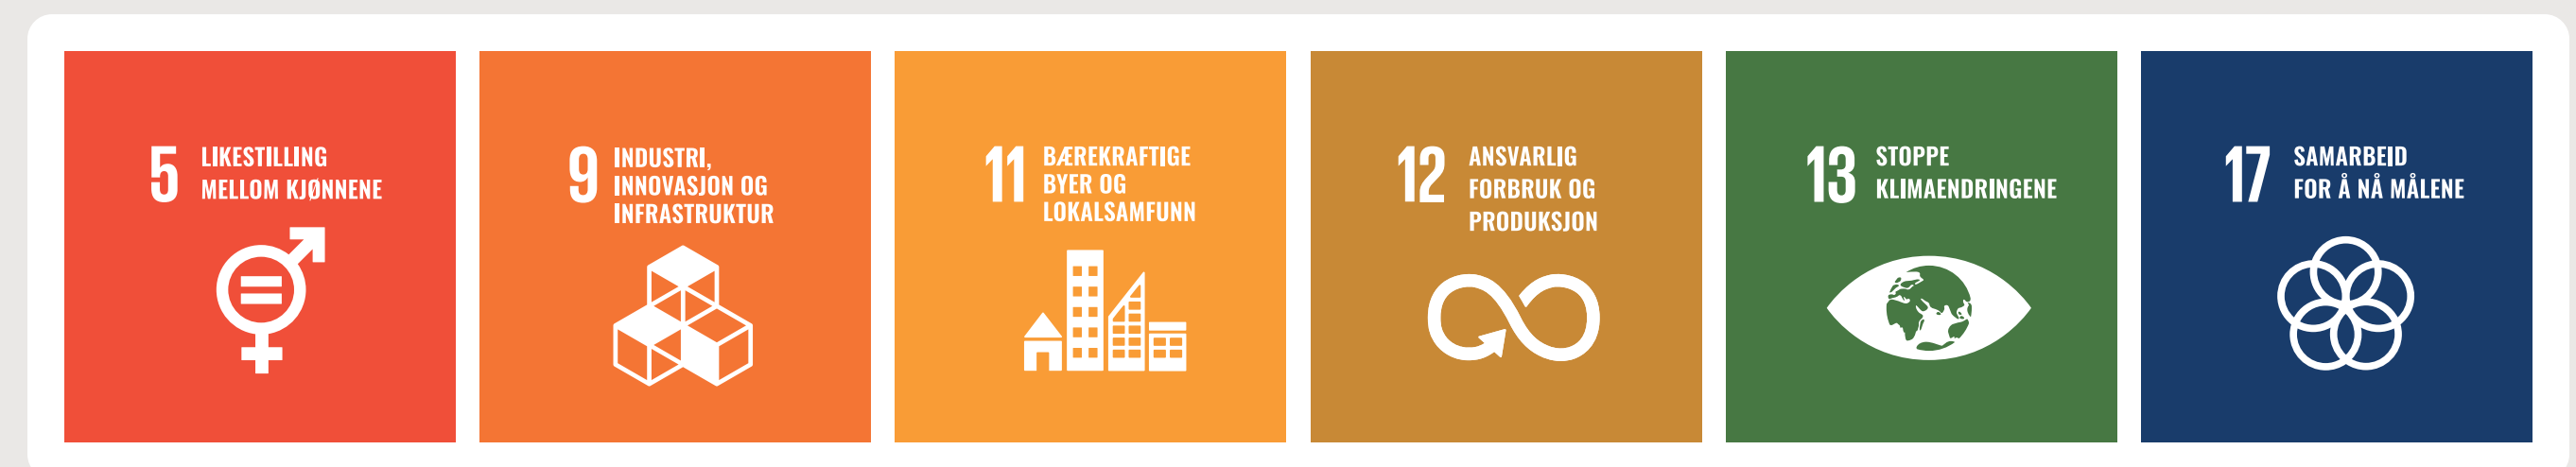 5 LIKESTILLING
MELLOM KJØNNENE
9 INDUSTRI,
INNOVASJON OG
INFRASTRUKTUR
11 BÆREKRAFTIGE
BYER OG
LOKALSAMFUNN
12 ANSVARLIG
FORBRUK OG
PRODUKSJON
13 STOPPE
KLIMAENDRINGENE
17 SAMARBEID
FOR Å NÅ MÅLENE